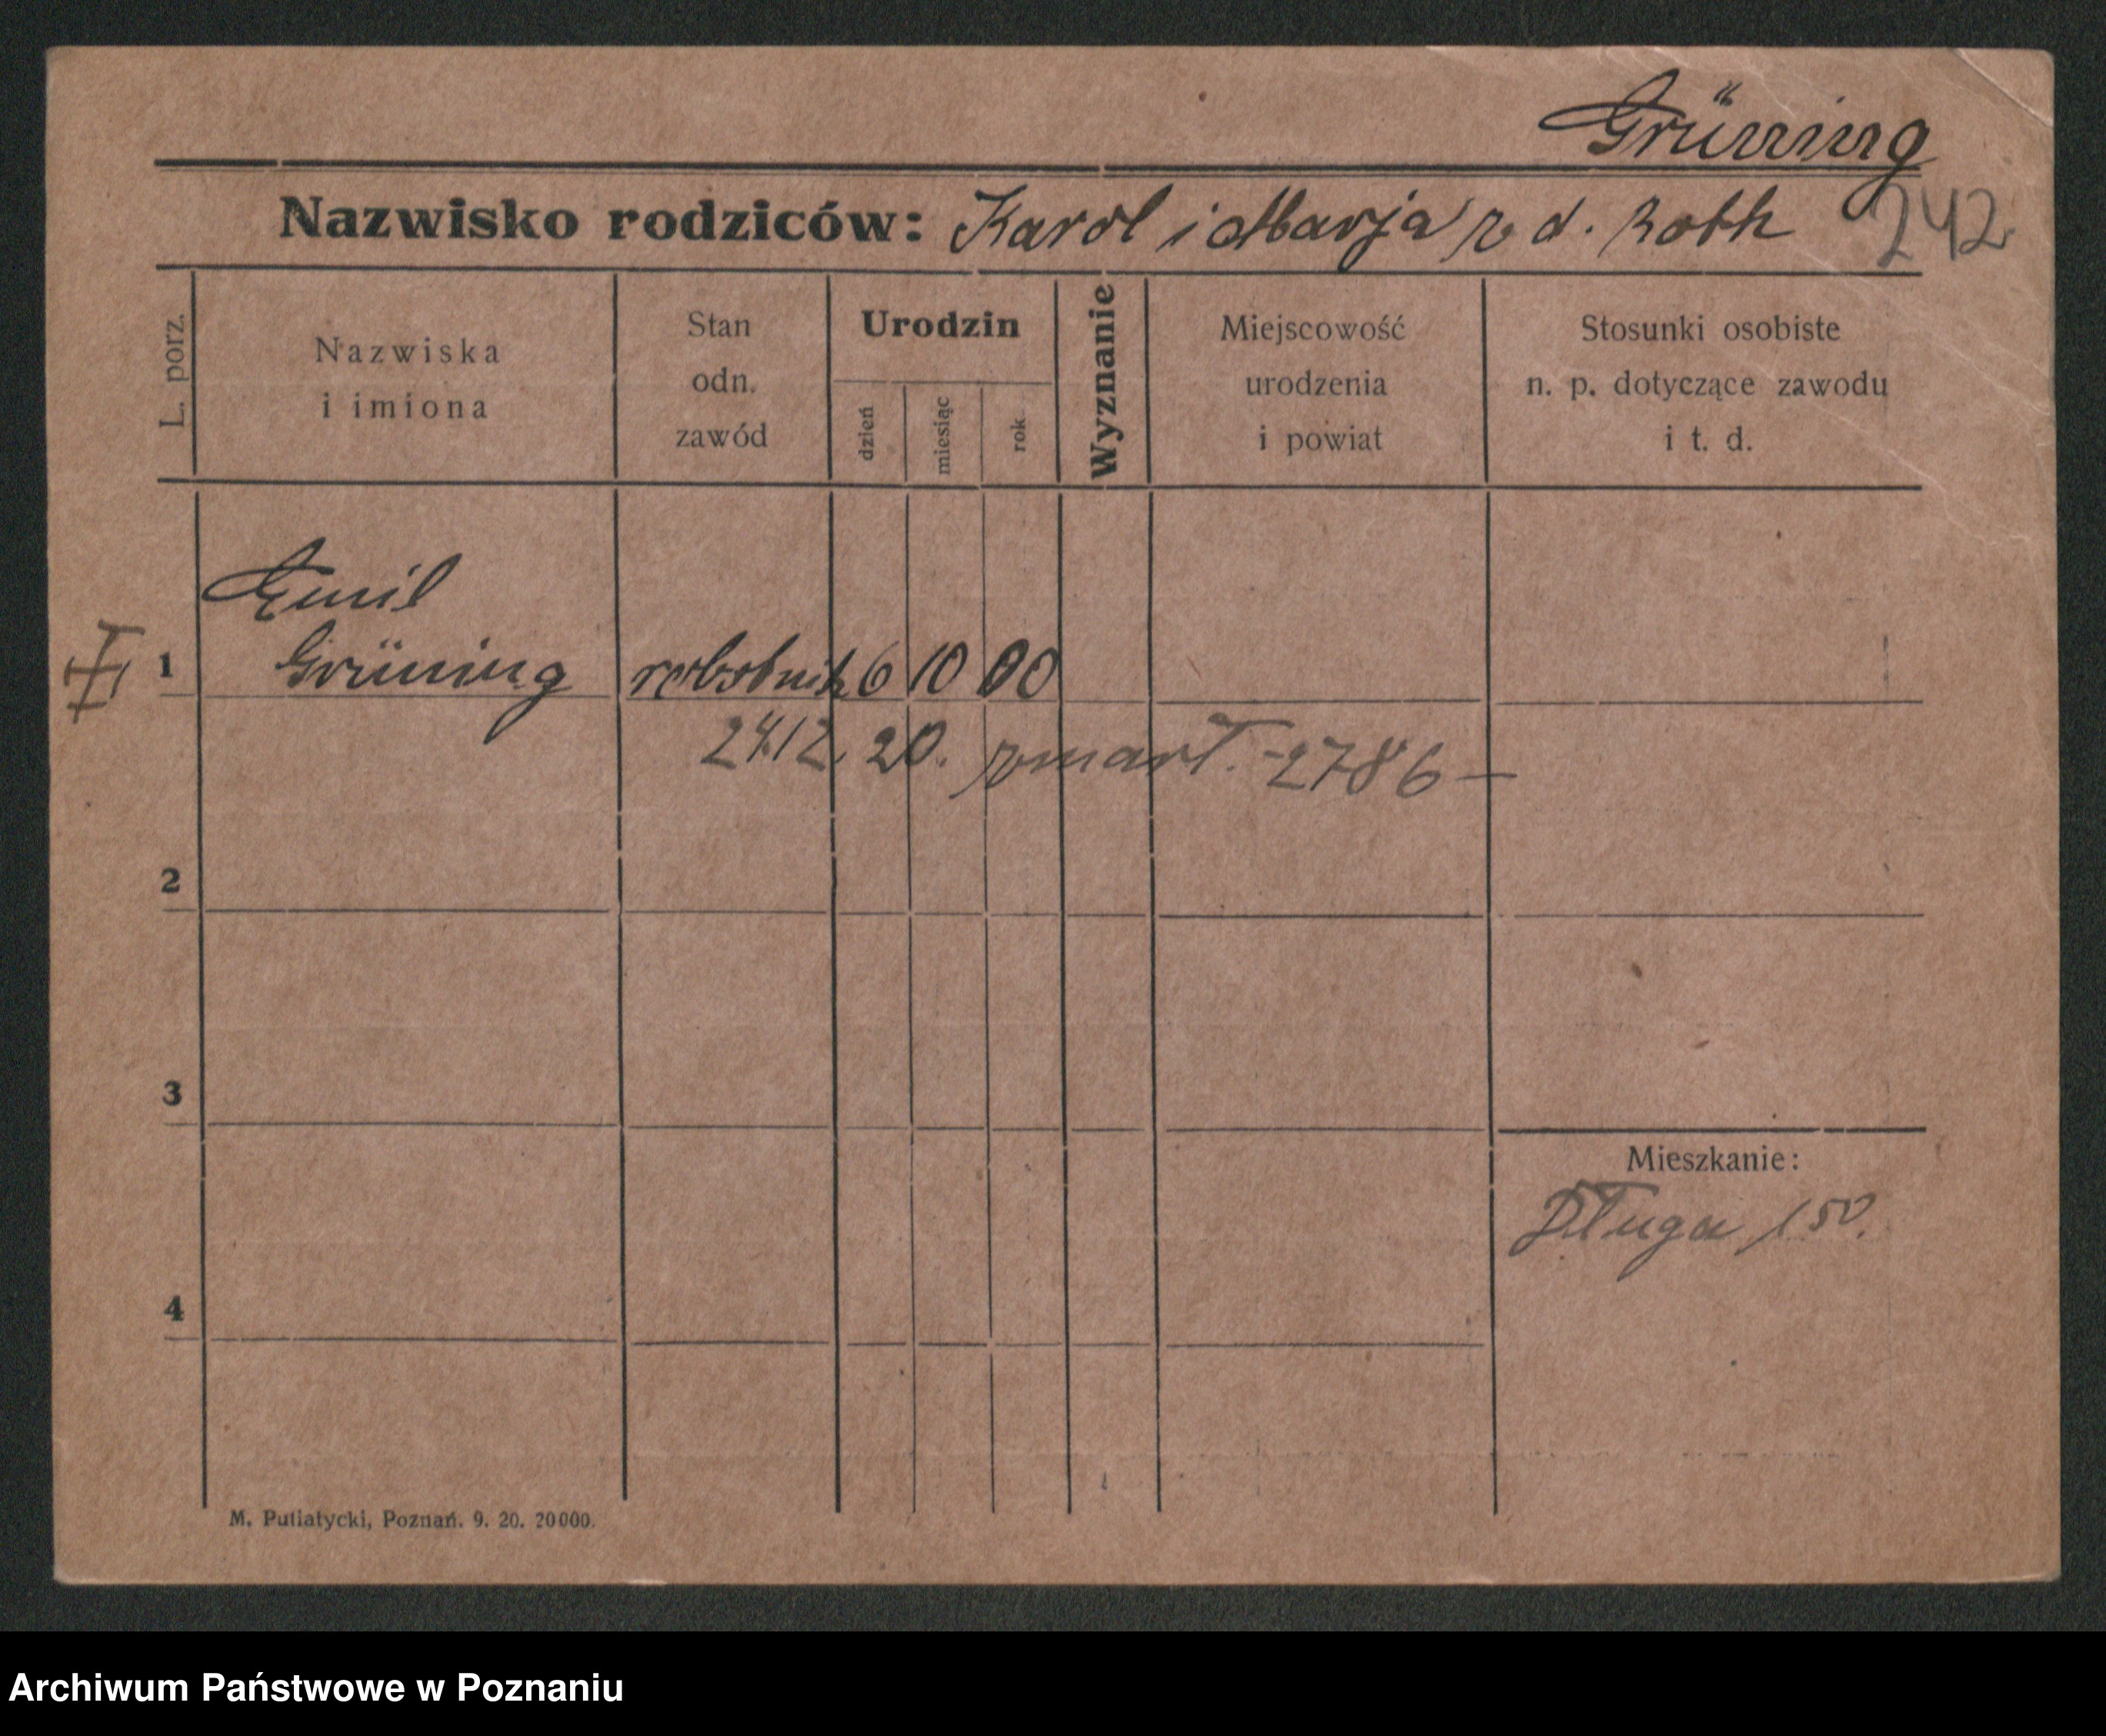 Grüning
Nazwisko rodziców: Karol i Marja z d. Roth 242
L. porz.
Nazwiska
i imiona
Stan
odn.
zawód
Urodzin
dzień
miesiąc
rok
Wyznanie
Miejscowość
urodzenia
i powiat
Stosunki osobiste
n. p. dotyczące zawodu
i t. d.
Emil
1 Grüning robotnik 6 10 00
24.12. 20. zmarł. - 2786 -
2
3
Mieszkanie:
Długa 150.
4
M. Putiatycki, Poznań. 9. 20. 20000.
Archiwum Państwowe w Poznaniu